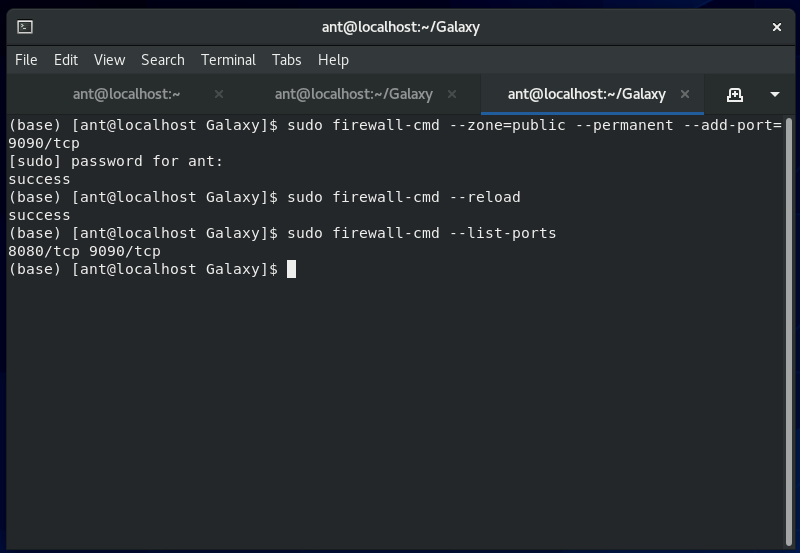 ant@localhost:~/Galaxy
File Edit View Search Terminal Tabs Help
ant@localhost:~ ant@localhost:~/Galaxy ant@localhost:~/Galaxy
(base) [ant@localhost Galaxy]$ sudo firewall-cmd --zone=public --permanent --add-port=
9090/tcp
[sudo] password for ant:
success
(base) [ant@localhost Galaxy]$ sudo firewall-cmd --reload
success
(base) [ant@localhost Galaxy]$ sudo firewall-cmd --list-ports
8080/tcp 9090/tcp
(base) [ant@localhost Galaxy]$